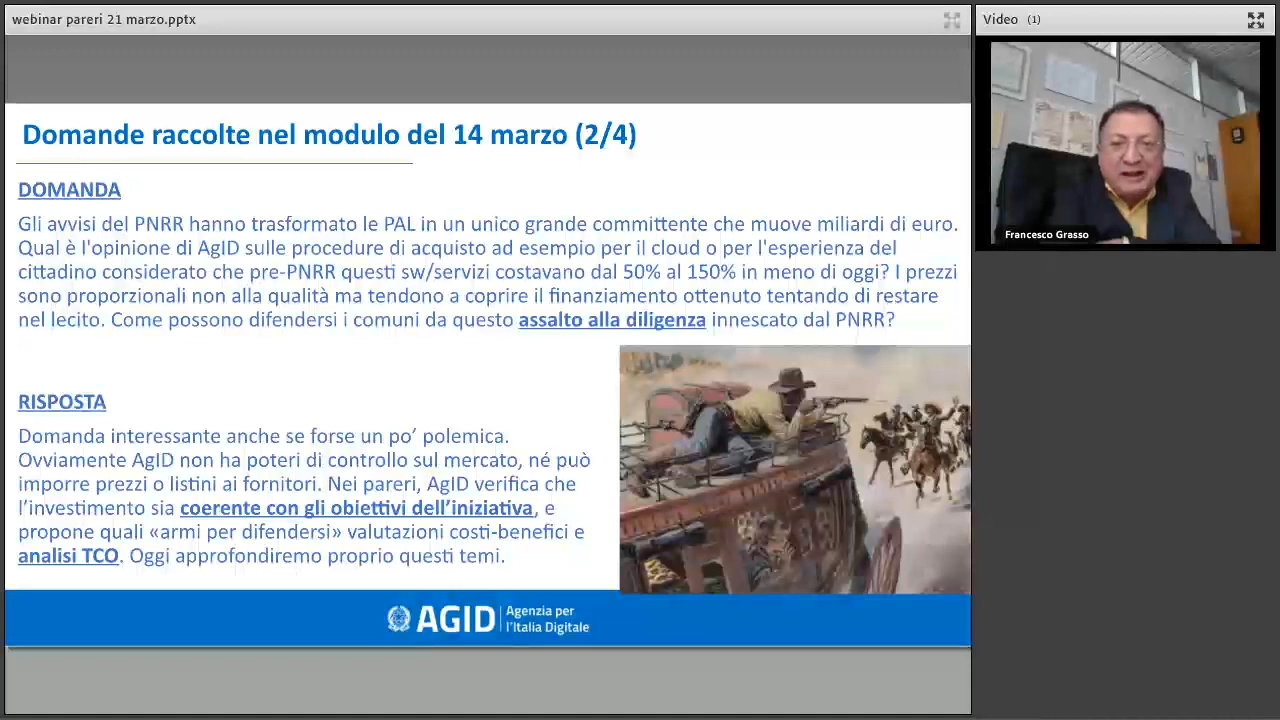 webinar pareri 21 marzo.pptx
Video (1)
Domande raccolte nel modulo del 14 marzo (2/4)
DOMANDA
Gli avvisi del PNRR hanno trasformato le PAL in un unico grande committente che muove miliardi di euro.
Qual è l'opinione di AgID sulle procedure di acquisto ad esempio per il cloud o per l'esperienza del
cittadino considerato che pre-PNRR questi sw/servizi costavano dal 50% al 150% in meno di oggi? I prezzi
sono proporzionali non alla qualità ma tendono a coprire il finanziamento ottenuto tentando di restare
nel lecito. Come possono difendersi i comuni da questo assalto alla diligenza innescato dal PNRR?
RISPOSTA
Domanda interessante anche se forse un po’ polemica.
Ovviamente AgID non ha poteri di controllo sul mercato, né può
imporre prezzi o listini ai fornitori. Nei pareri, AgID verifica che
l’investimento sia coerente con gli obiettivi dell’iniziativa, e
propone quali «armi per difendersi» valutazioni costi-benefici e
analisi TCO. Oggi approfondiremo proprio questi temi.
AGID
Agenzia per
l’Italia Digitale
Francesco Grasso